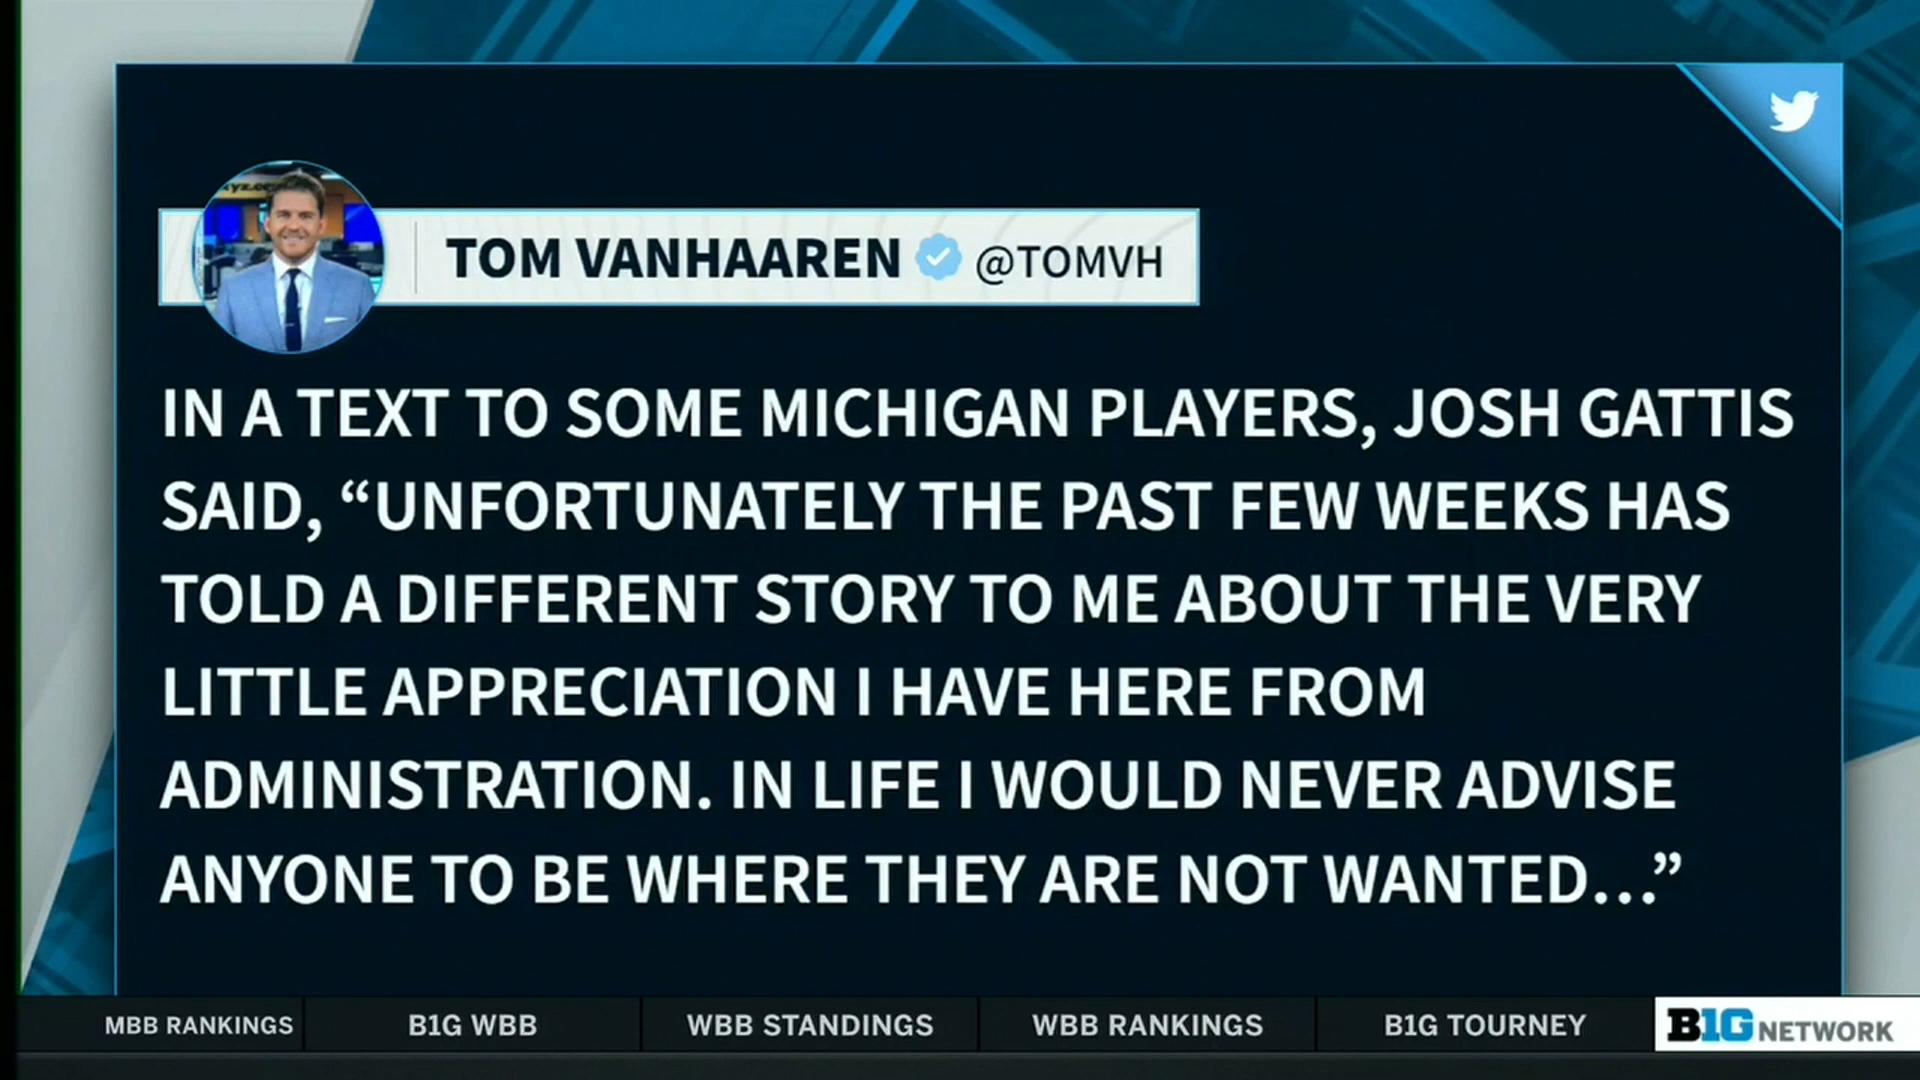 TOM VANHAAREN @TOMVH
IN A TEXT TO SOME MICHIGAN PLAYERS, JOSH GATTIS
SAID, “UNFORTUNATELY THE PAST FEW WEEKS HAS
TOLD A DIFFERENT STORY TO ME ABOUT THE VERY
LITTLE APPRECIATION I HAVE HERE FROM
ADMINISTRATION. IN LIFE I WOULD NEVER ADVISE
ANYONE TO BE WHERE THEY ARE NOT WANTED…”
MBB RANKINGS B1G WBB WBB STANDINGS WBB RANKINGS B1G TOURNEY B1G NETWORK